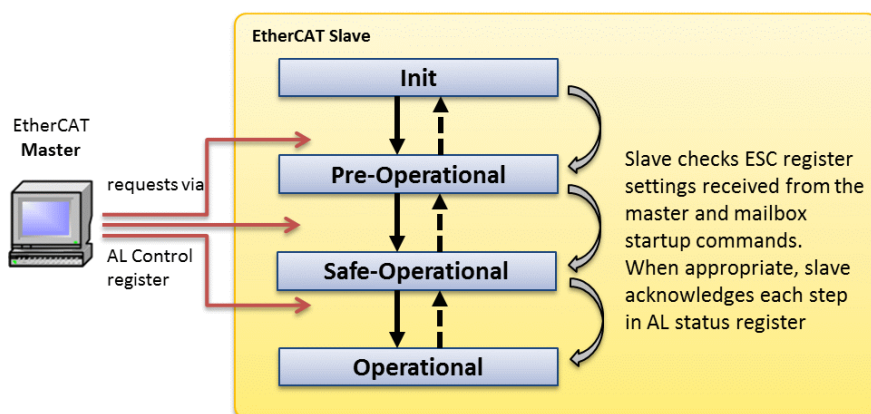 EtherCAT Slave
Init
EtherCAT
Master
requests via
Pre-Operational
AL Control
register
Safe-Operational
Operational
Slave checks ESC register
settings received from the
master and mailbox
startup commands.
When appropriate, slave
acknowledges each step
in AL status register